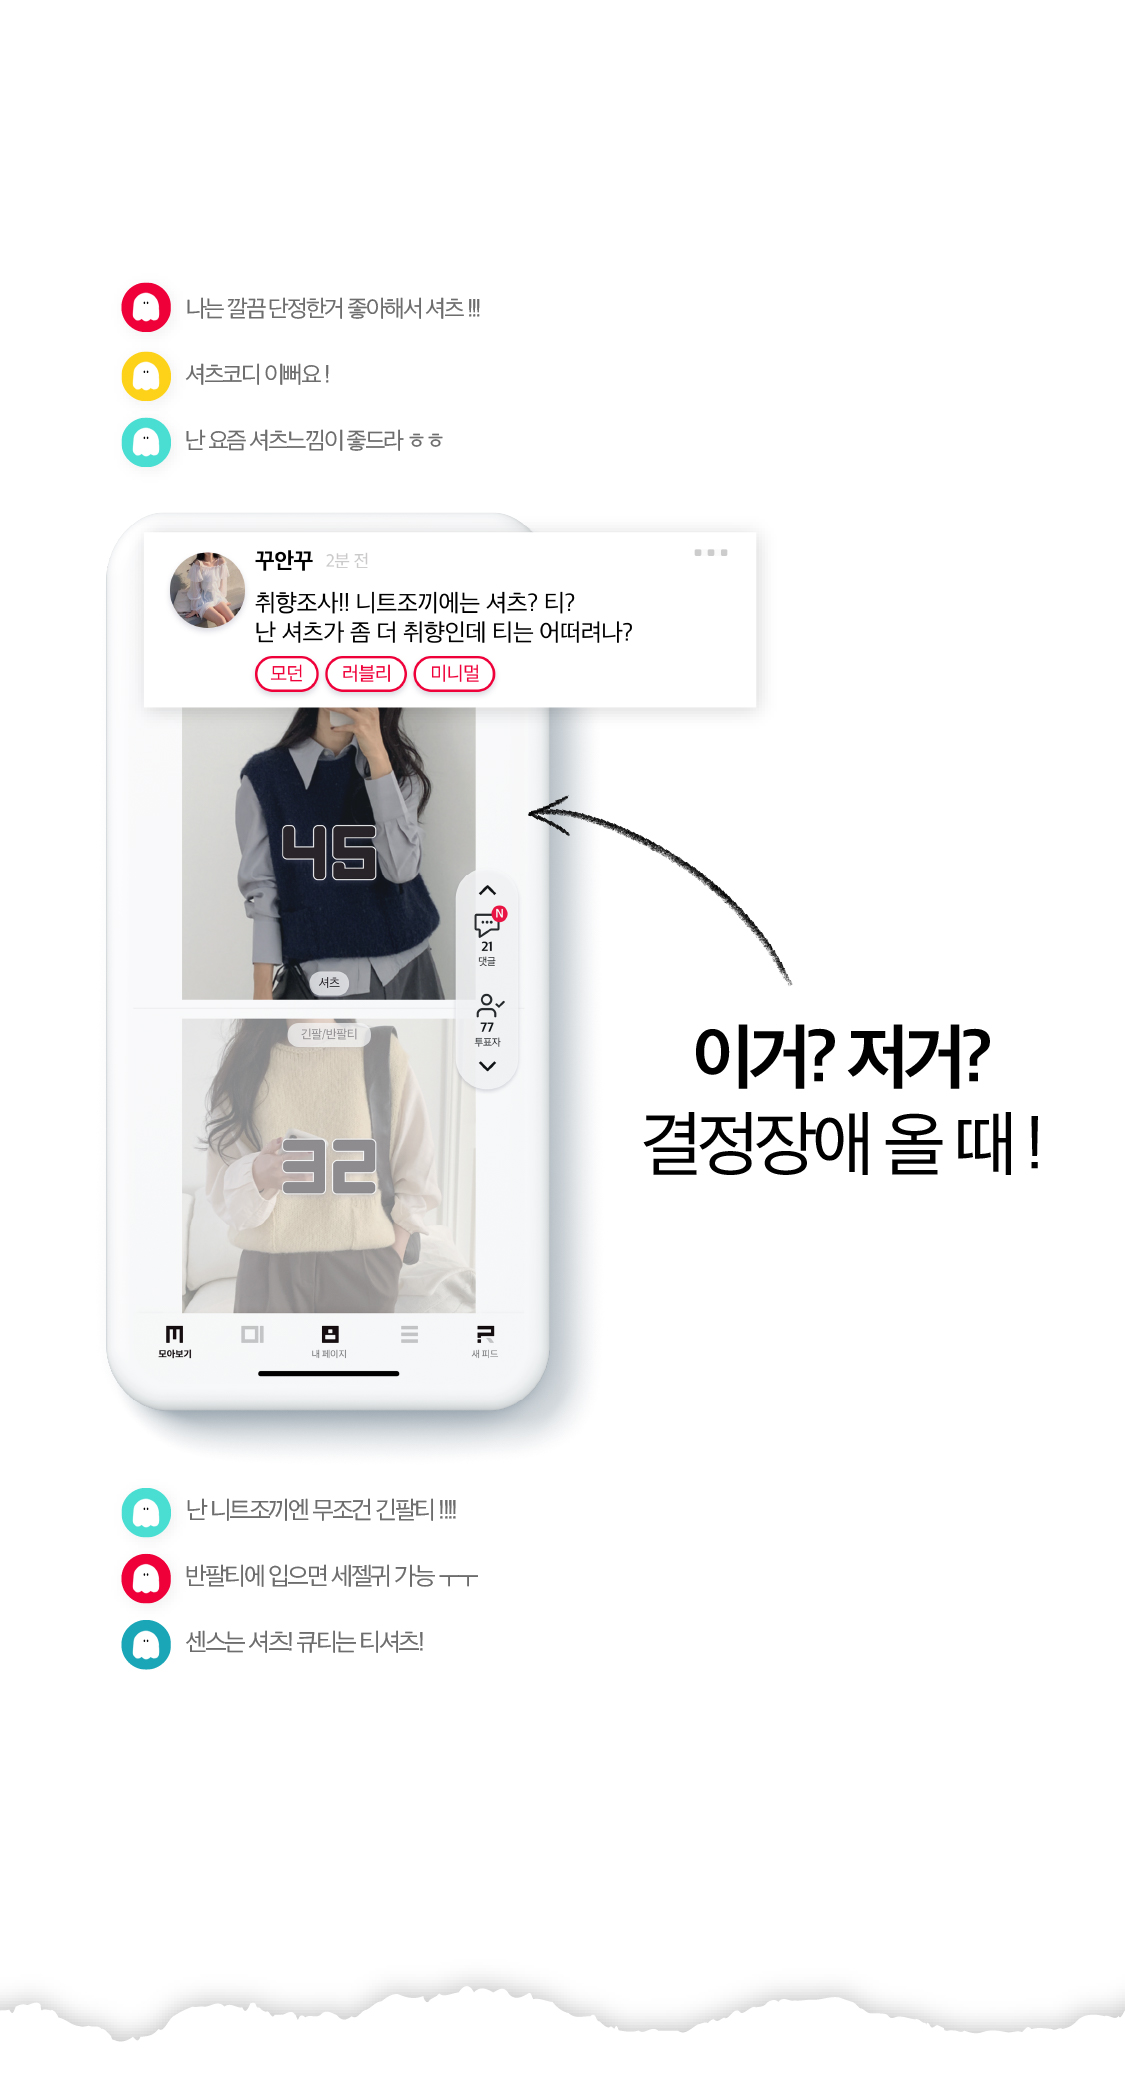 나는 깔끔 단정한거 좋아해서 셔츠 !!!
셔츠코디 이뻐요 !
난 요즘 셔츠느낌이 좋드라 ㅎㅎ
꾸안꾸 2분 전
취향조사!! 니트조끼에는 셔츠? 티?
난 셔츠가 좀 더 취향인데 티는 어떠려나?
모던 러블리 미니멀
45
N
21
댓글
셔츠
77
투표자
긴팔/반팔티
32
이거? 저거?
결정장애 올 때 !
모아보기 내 페이지 새 피드
난 니트조끼엔 무조건 긴팔티 !!!!
반팔티에 입으면 세젤귀 가능 ㅜㅜ
센스는 셔츠! 큐티는 티셔츠!